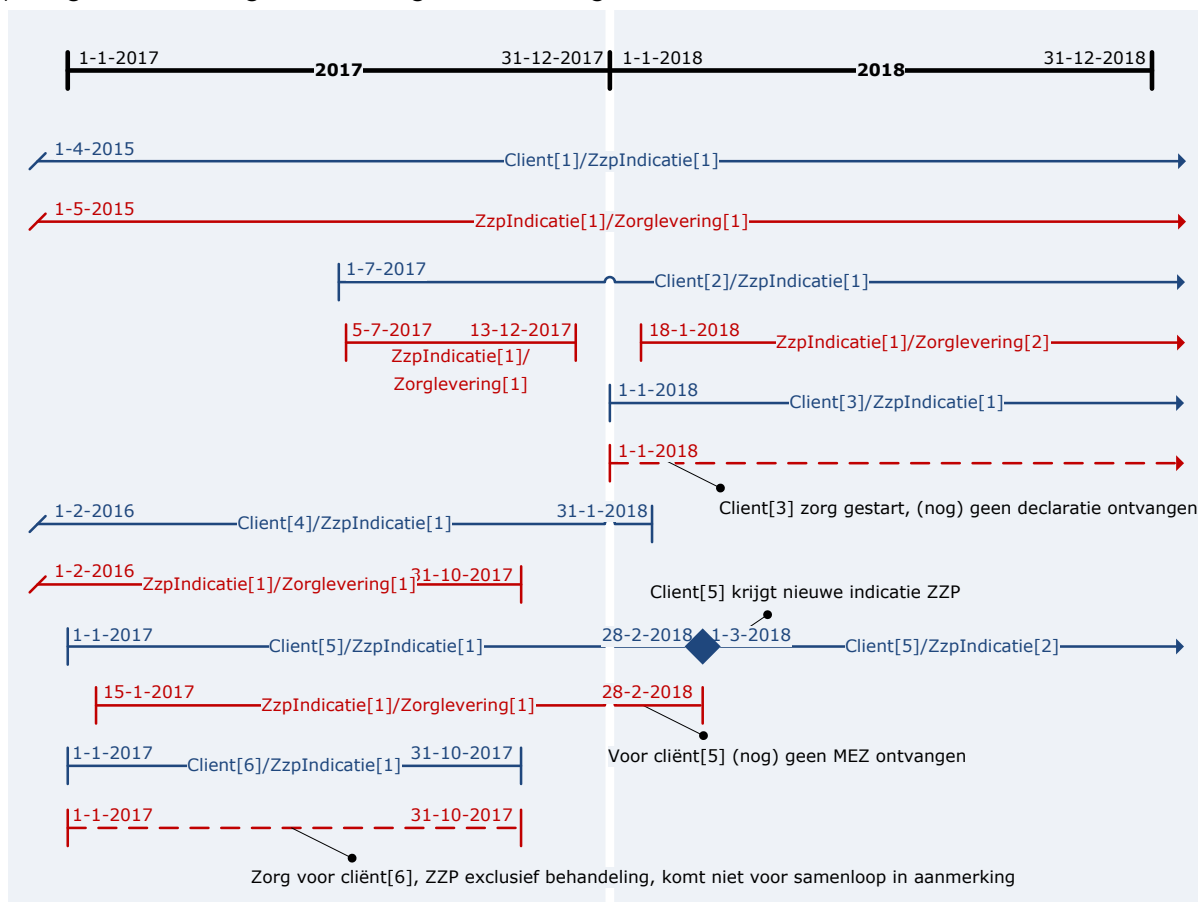 1-1-2017 31-12-2017 1-1-2018 31-12-2018
2017 2018
1-4-2015
Client[1]/ZzpIndicatie[1]
1-5-2015
ZzpIndicatie[1]/Zorglevering[1]
1-7-2017
Client[2]/ZzpIndicatie[1]
5-7-2017 13-12-2017 18-1-2018
ZzpIndicatie[1]/Zorglevering[2]
ZzpIndicatie[1]/
Zorglevering[1]
1-1-2018
Client[3]/ZzpIndicatie[1]
1-1-2018
Client[3] zorg gestart, (nog) geen declaratie ontvangen
1-2-2016 31-1-2018
Client[4]/ZzpIndicatie[1]
1-2-2016 31-10-2017
ZzpIndicatie[1]/Zorglevering[1]
Client[5] krijgt nieuwe indicatie ZZP
1-1-2017 28-2-2018 1-3-2018
Client[5]/ZzpIndicatie[1] Client[5]/ZzpIndicatie[2]
15-1-2017 28-2-2018
ZzpIndicatie[1]/Zorglevering[1]
Voor cliënt[5] (nog) geen MEZ ontvangen
1-1-2017 31-10-2017
Client[6]/ZzpIndicatie[1]
1-1-2017 31-10-2017
Zorg voor cliënt[6], ZZP exclusief behandeling, komt niet voor samenloop in aanmerking